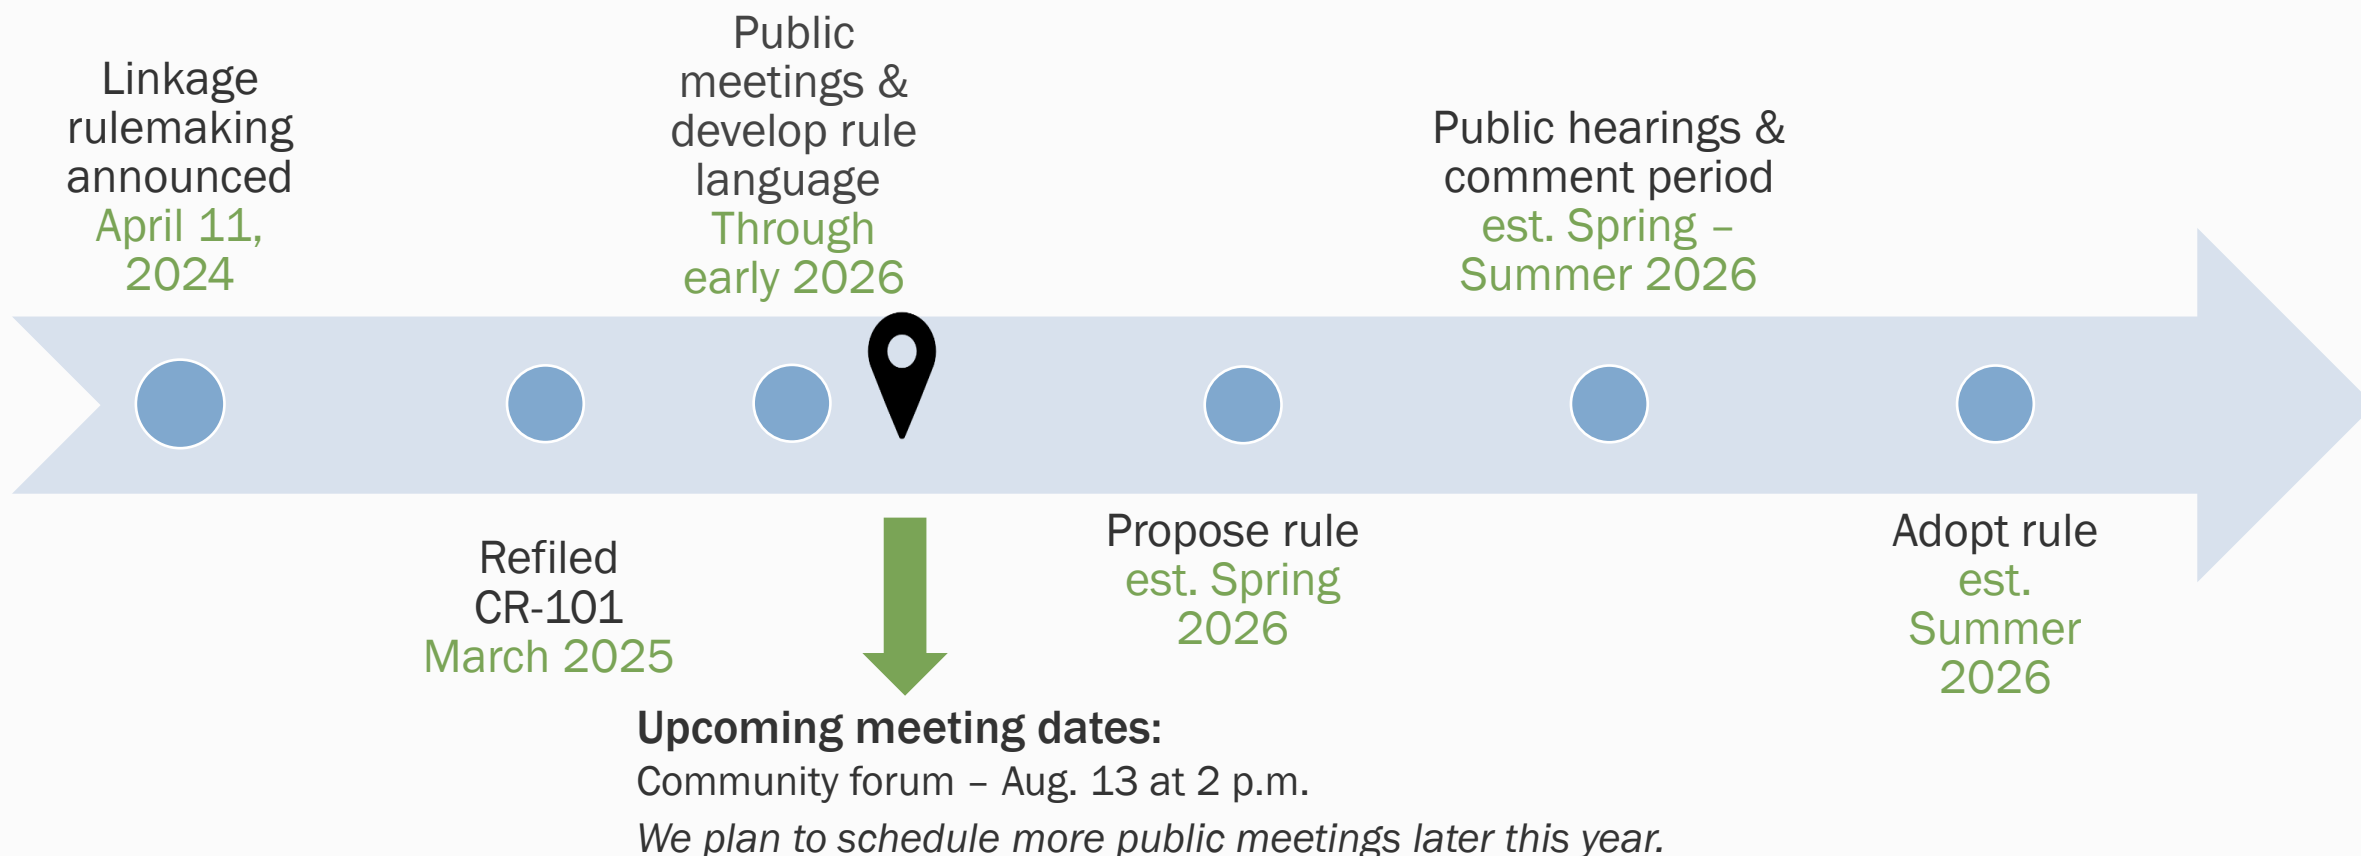 Linkage
rulemaking
announced
April 11,
2024
Refiled
CR-101
March 2025
Public
meetings &
develop rule
language
Through
early 2026
Upcoming meeting dates:
Community forum – Aug. 13 at 2 p.m.
We plan to schedule more public meetings later this year.
Propose rule
est. Spring
2026
Public hearings &
comment period
est. Spring –
Summer 2026
Adopt rule
est.
Summer
2026